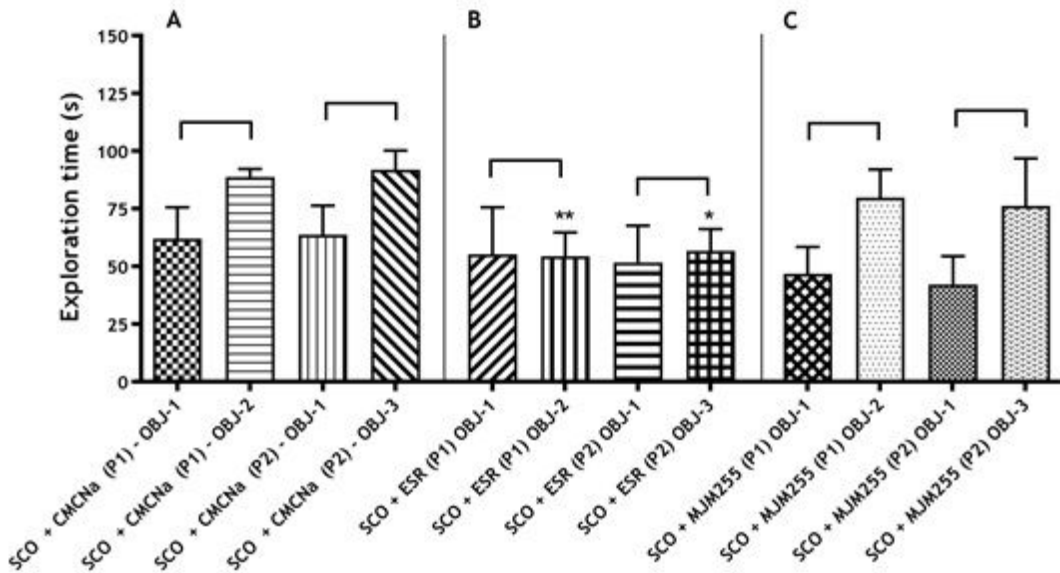 A
B
C
Exploration time (s)
150
125
100
75
50
25
0
**
*
SCO + CMCNa (P1) - OBJ-1
SCO + CMCNa (P1) - OBJ-2
SCO + CMCNa (P2) - OBJ-1
SCO + CMCNa (P2) - OBJ-3
SCO + ESR (P1) OBJ-1
SCO + ESR (P1) OBJ-2
SCO + ESR (P2) OBJ-1
SCO + ESR (P2) OBJ-3
SCO + MJM255 (P1) OBJ-1
SCO + MJM255 (P1) OBJ-2
SCO + MJM255 (P2) OBJ-1
SCO + MJM255 (P2) OBJ-3